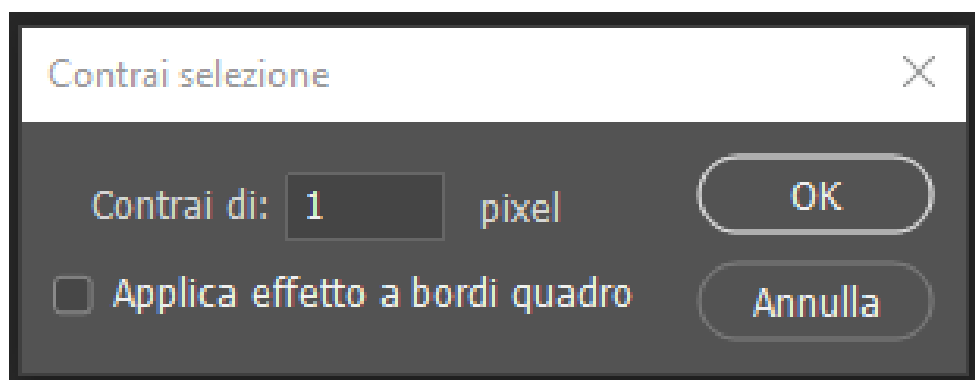 Contrai selezione
Contrai di: 1 pixel
OK
Applica effetto a bordi quadro
Annulla